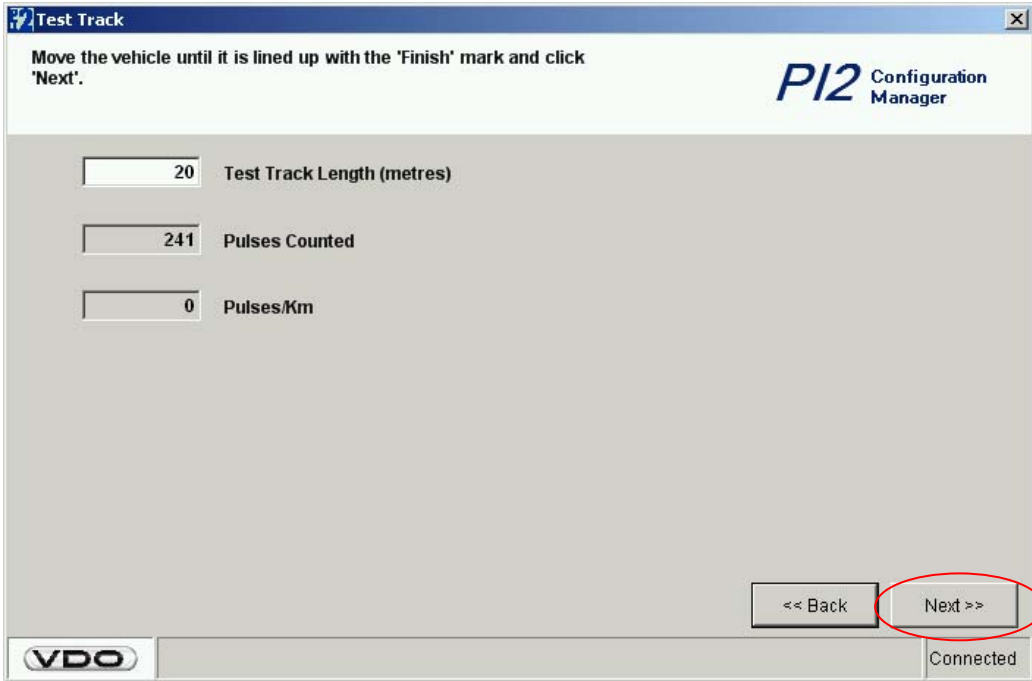 Test Track
Move the vehicle until it is lined up with the 'Finish' mark and click
'Next'.
PI2 Configuration
Manager
20 Test Track Length (metres)
241 Pulses Counted
0 Pulses/Km
<< Back Next >>
VDO Connected